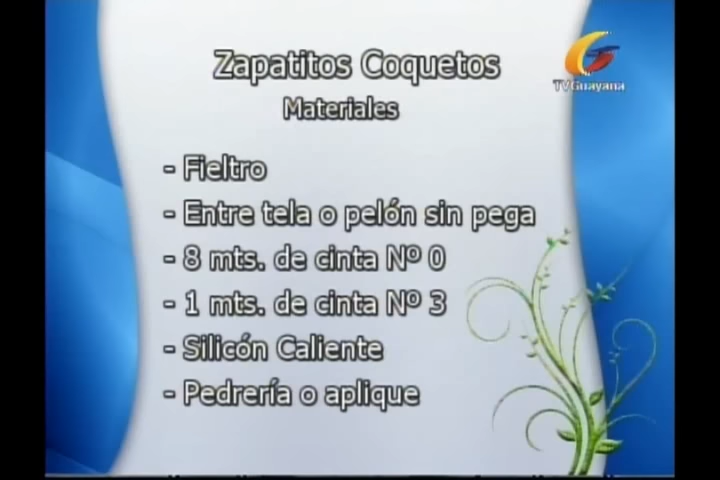 Zapatitos Coquetos
TVGuayana
Materiales
- Fieltro
- Entre tela o pelón sin pega
- 8 mts. de cinta Nº 0
- 1 mts. de cinta Nº 3
- Silicón Caliente
- Pedrería o aplique